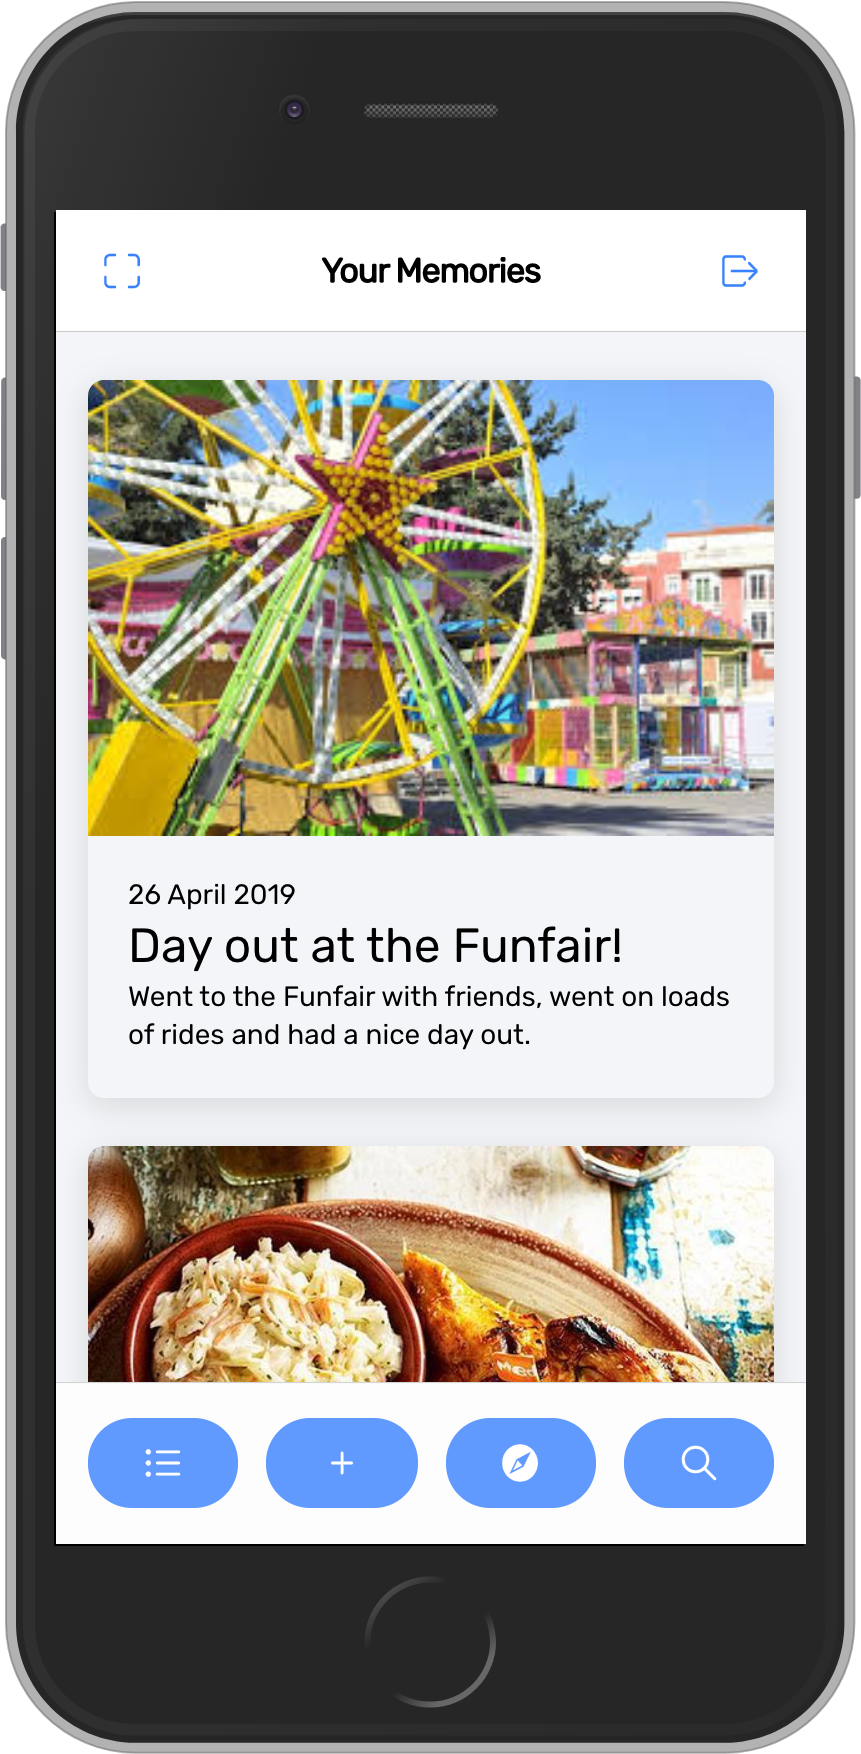 Your Memories
26 April 2019
Day out at the Funfair!
Went to the Funfair with friends, went on loads
of rides and had a nice day out.
Med